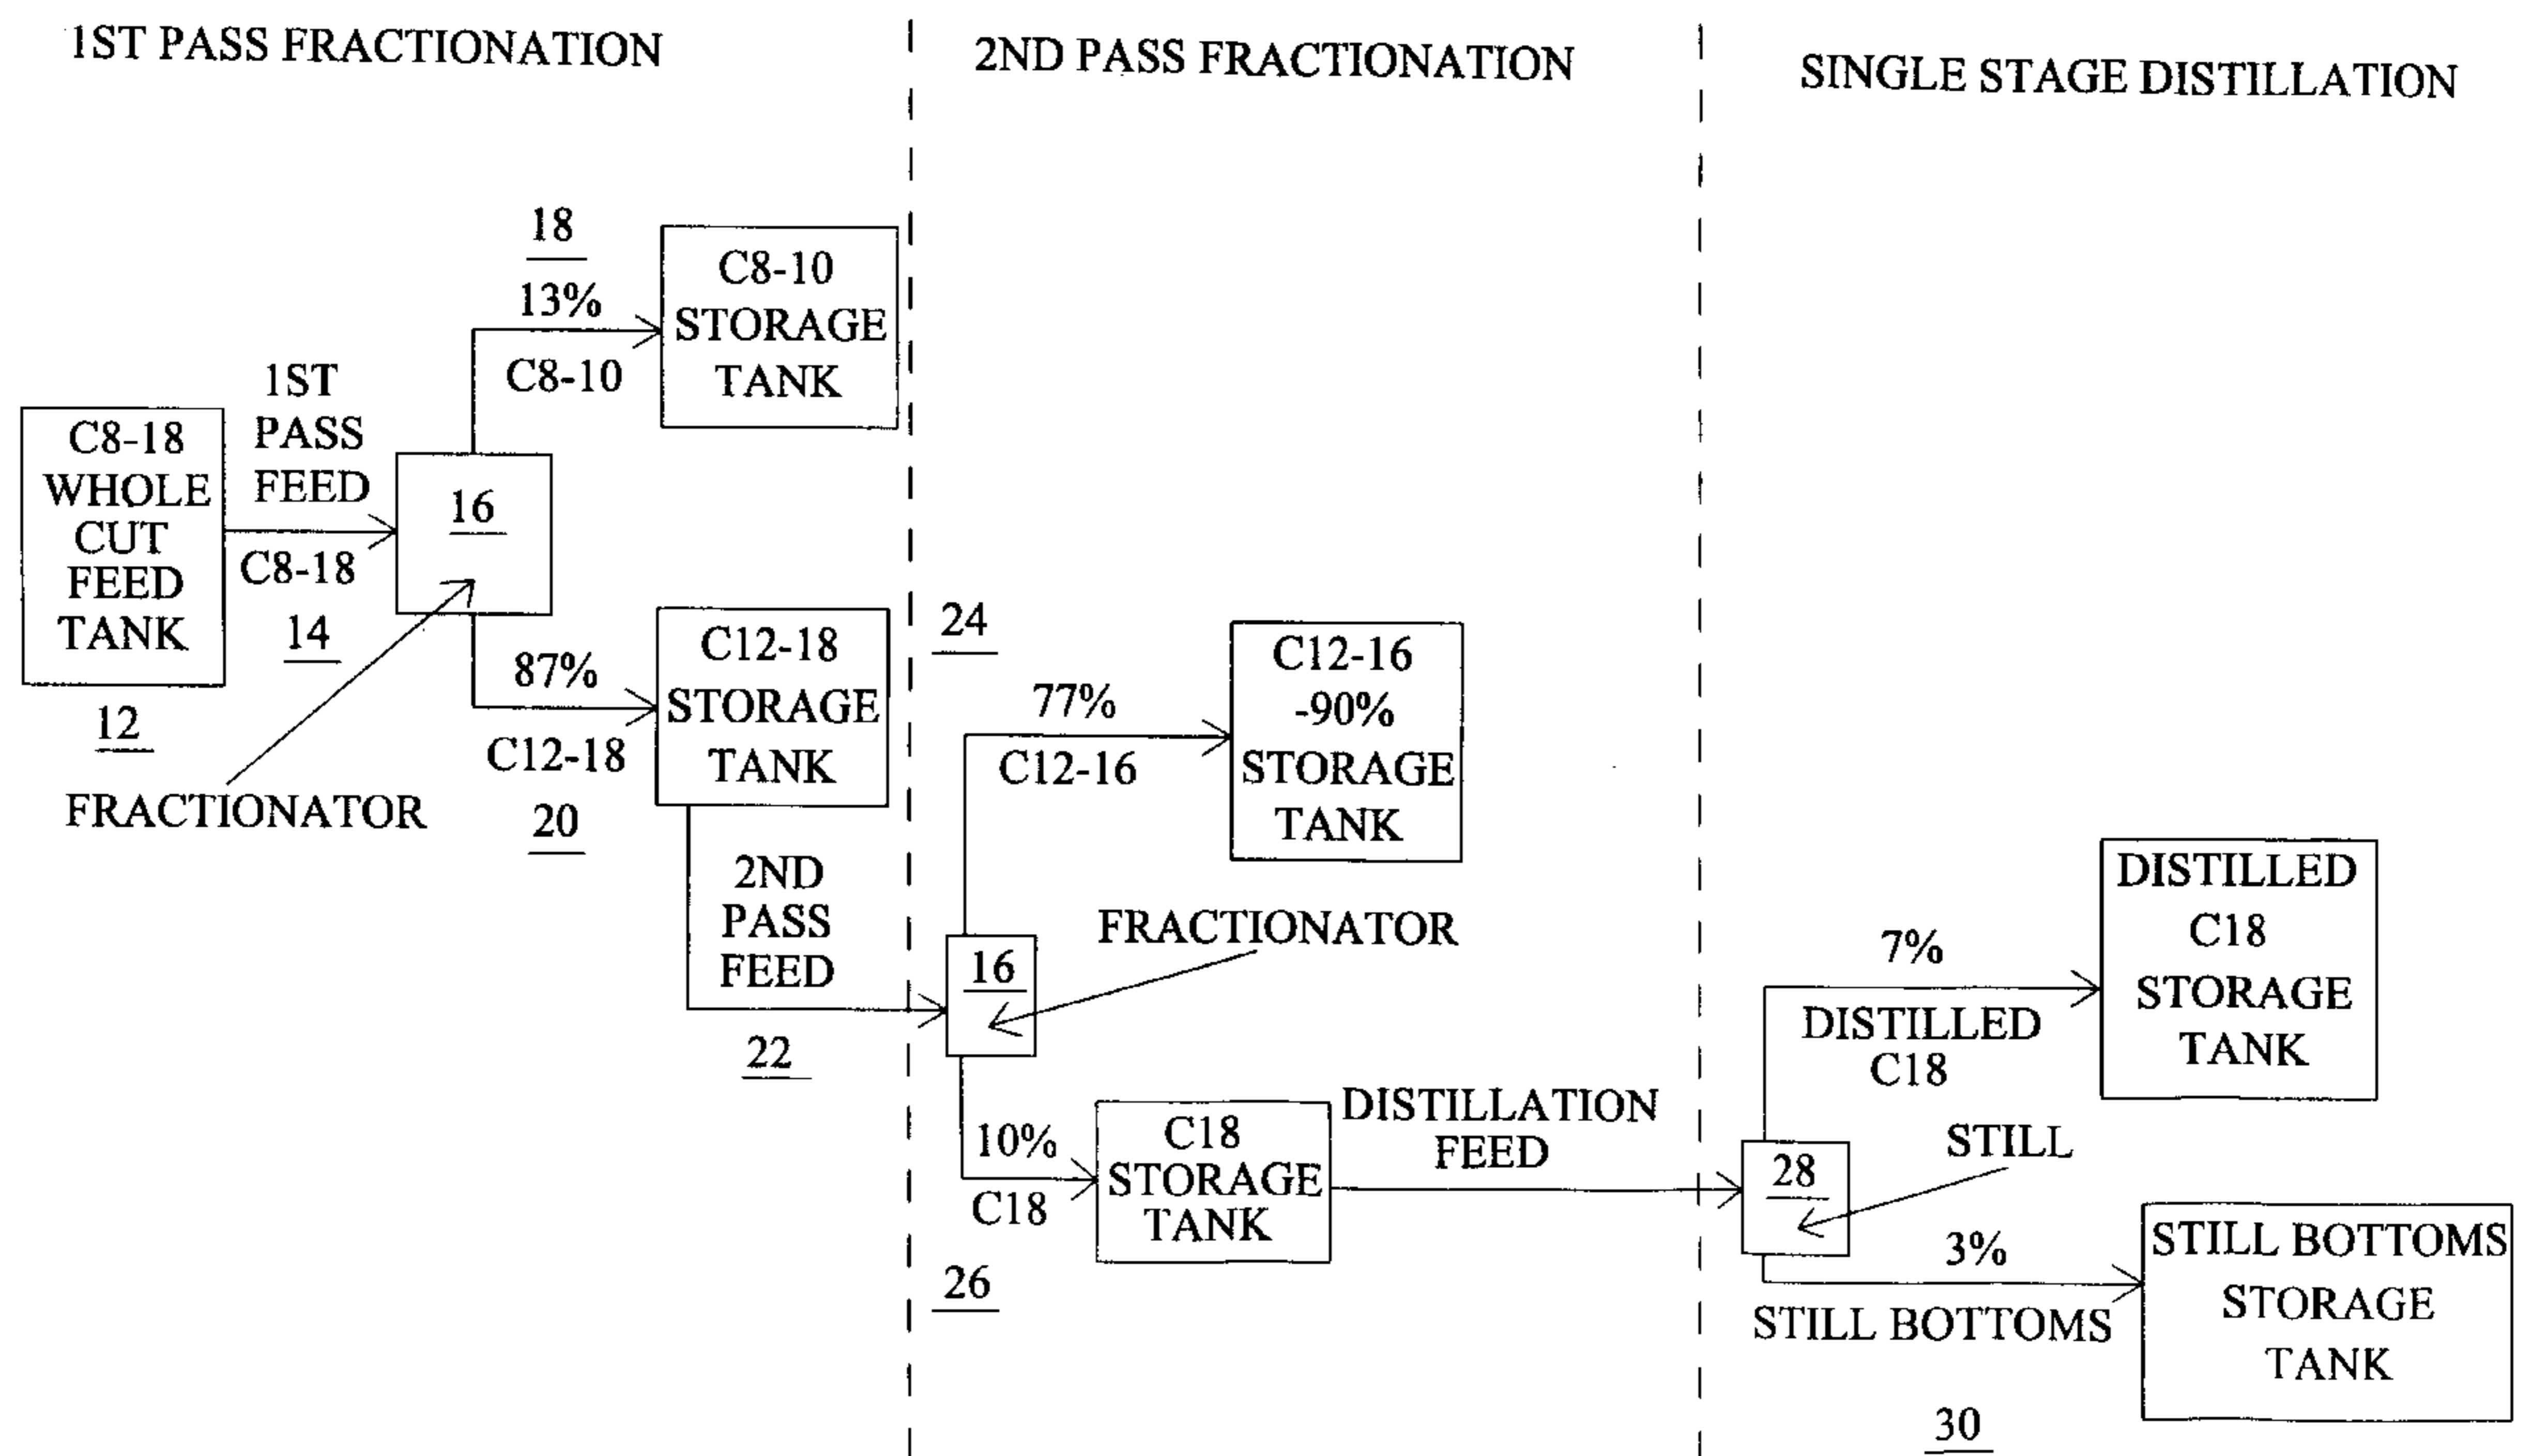 1ST PASS FRACTIONATION
2ND PASS FRACTIONATION
SINGLE STAGE DISTILLATION
18
13%
C8-10
C8-10
STORAGE
TANK
1ST
PASS
FEED
C8-18
14
C8-18
WHOLE
CUT
FEED
TANK
12
16
FRACTIONATOR
87%
C12-18
20
C12-18
STORAGE
TANK
2ND
PASS
FEED
22
24
77%
C12-16
C12-16
-90%
STORAGE
TANK
16
FRACTIONATOR
10%
C18
26
C18
STORAGE
TANK
DISTILLATION
FEED
28
STILL
7%
DISTILLED
C18
DISTILLED
C18
STORAGE
TANK
3%
STILL BOTTOMS
STILL BOTTOMS
STORAGE
TANK
30